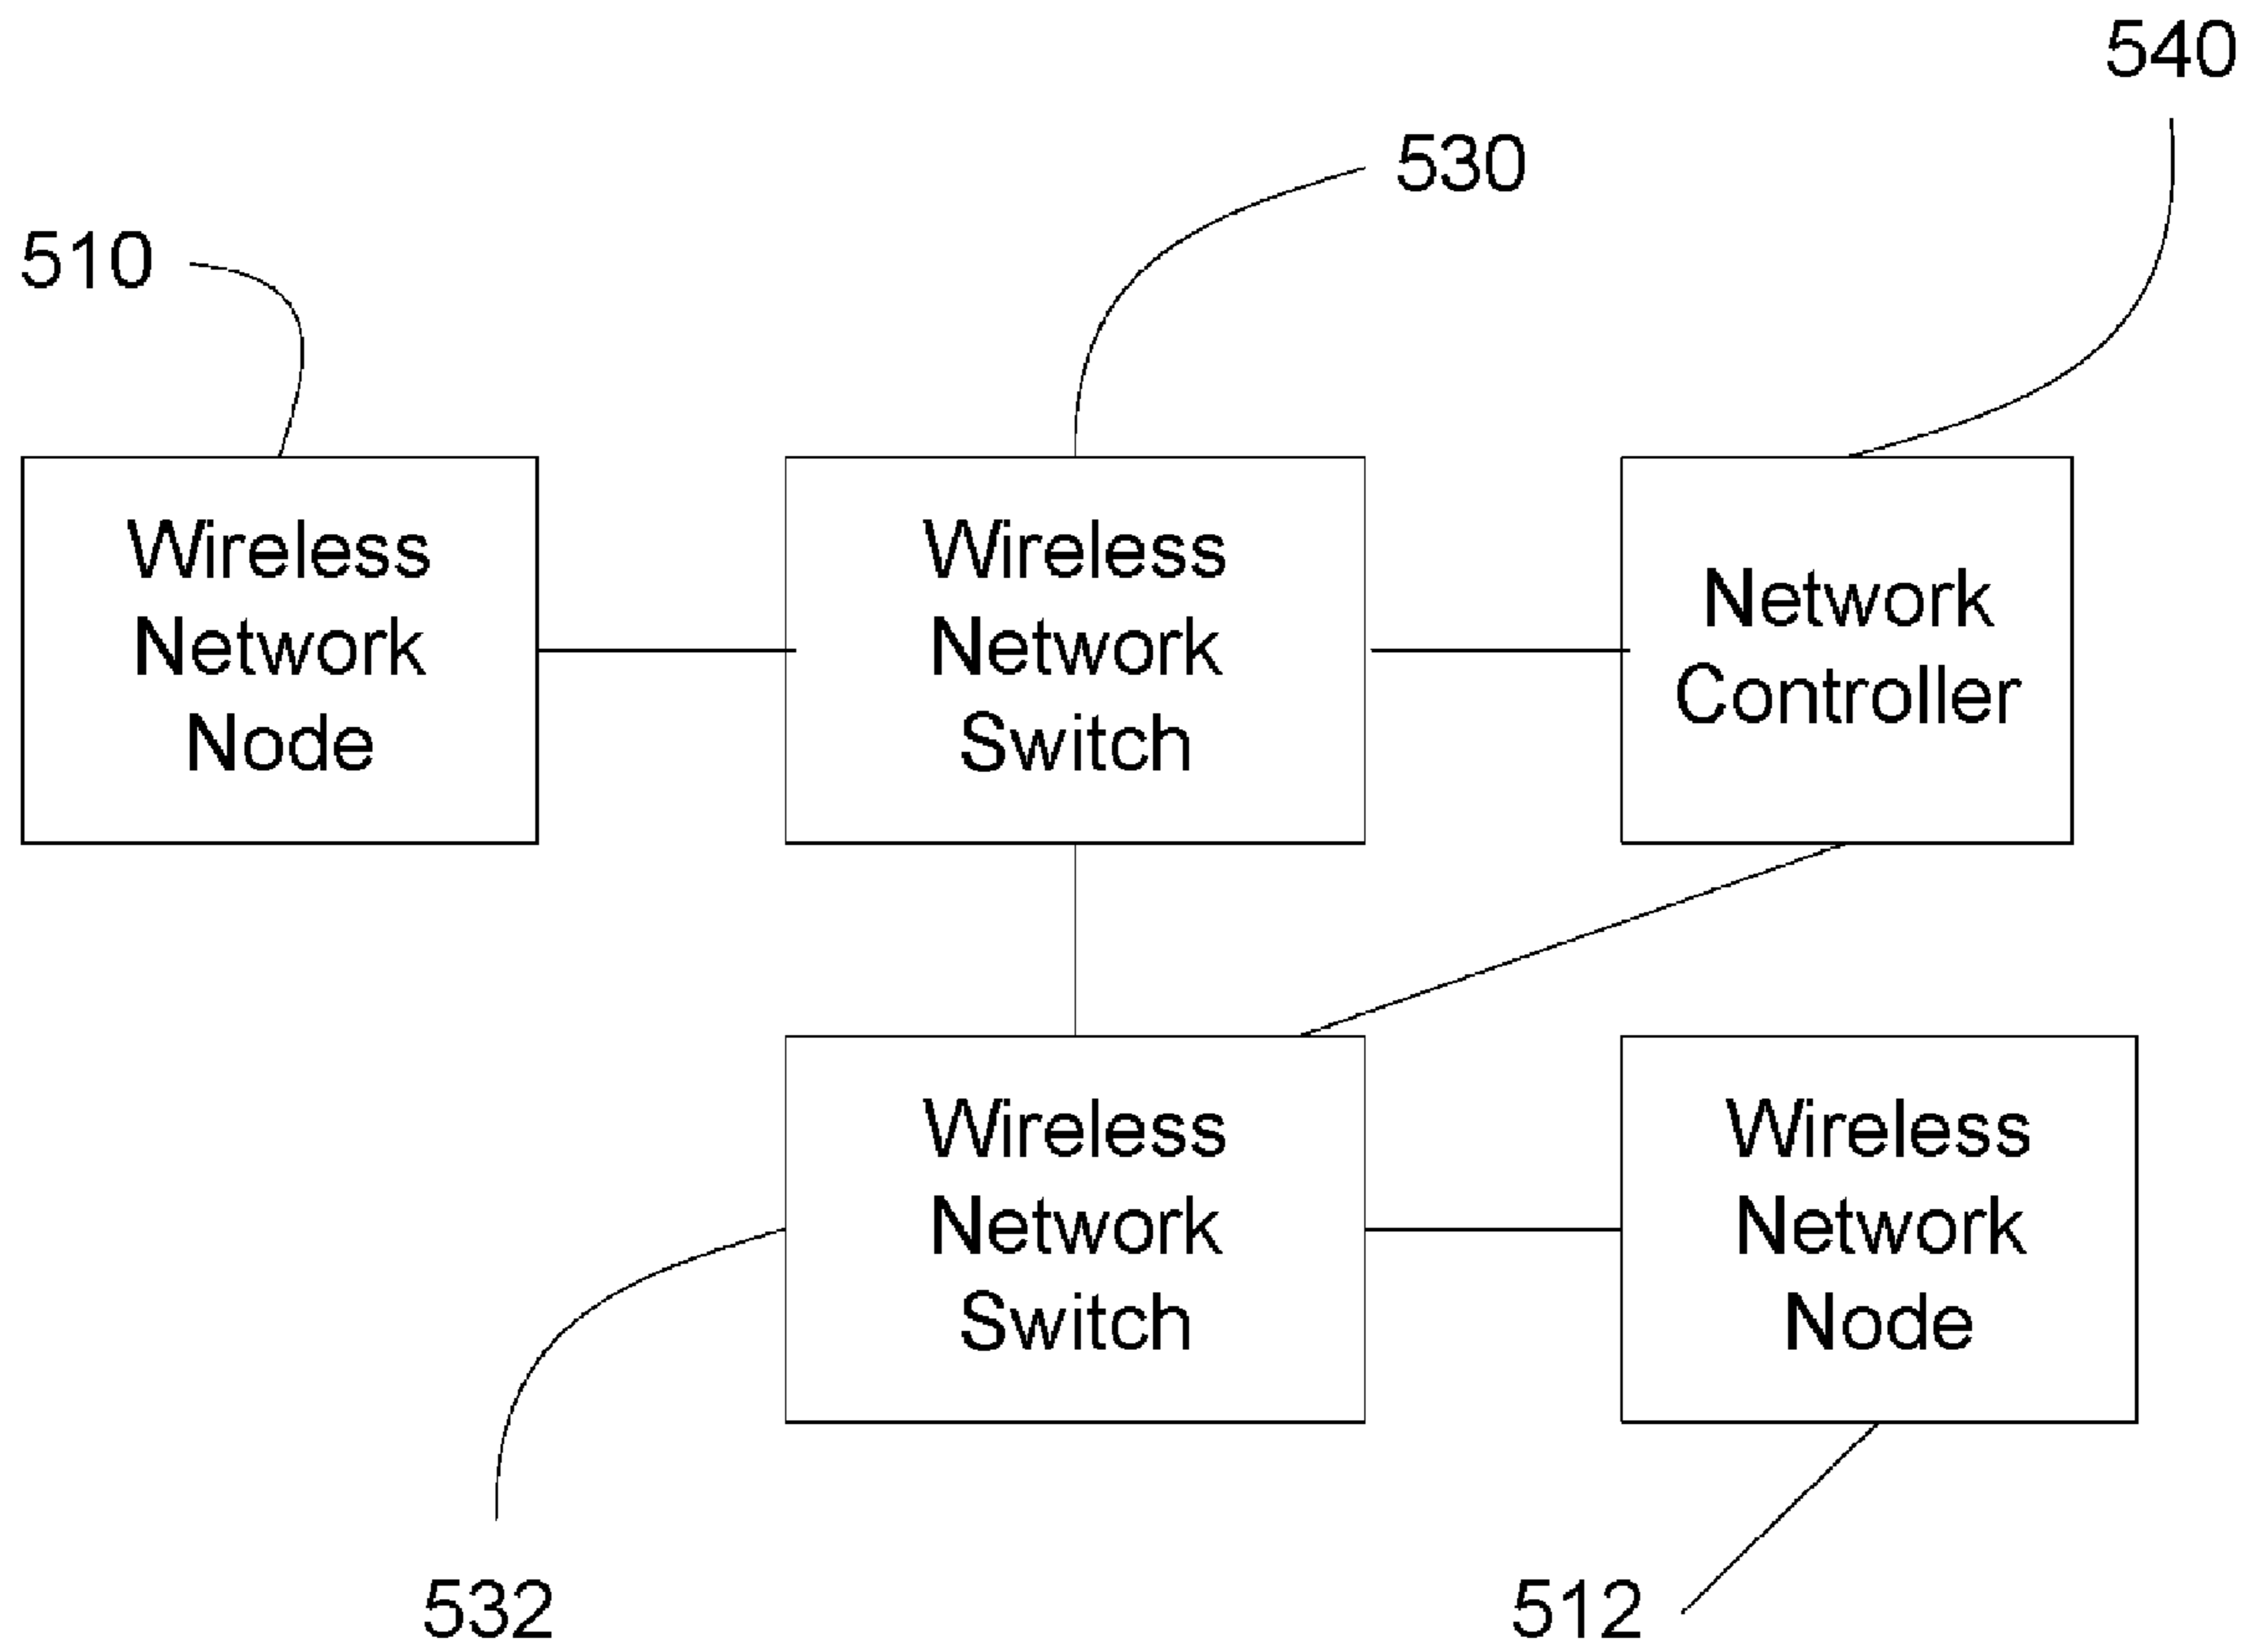 540
530
510
Wireless
Network
Node
Wireless
Network
Switch
Network
Controller
Wireless
Network
Switch
Wireless
Network
Node
532
512